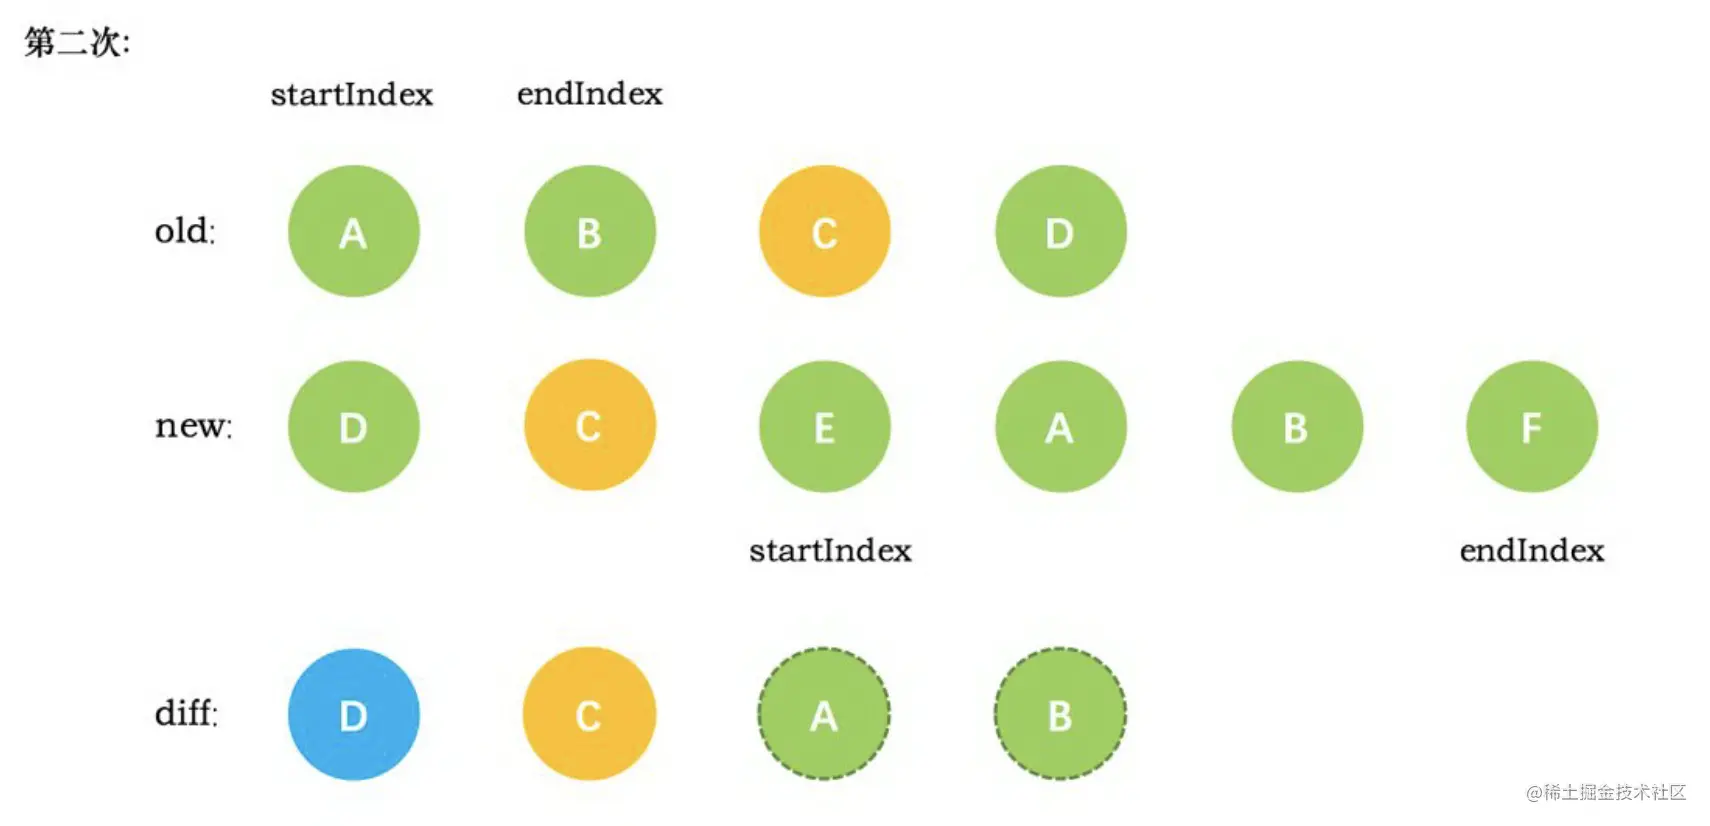 第二次:
startIndex endIndex
old: A B C D
new: D C E A B F
startIndex endIndex
diff: D C A B
@稀土掘金技术社区